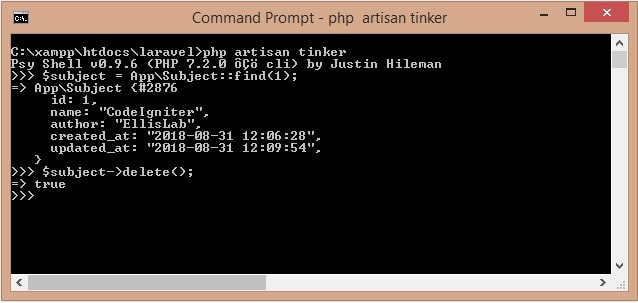 Command Prompt - php  artisan tinker
C:\xampp\htdocs\laravel>php artisan tinker
Psy Shell v0.9.6 (PHP 7.2.0 ôÇö cli) by Justin Hileman
>>> $subject = App\Subject::find(1);
=> App\Subject {#2876
     id: 1,
     name: "CodeIgniter",
     author: "EllisLab",
     created_at: "2018-08-31 12:06:28",
     updated_at: "2018-08-31 12:09:54",
   }
>>> $subject->delete();
=> true
>>>